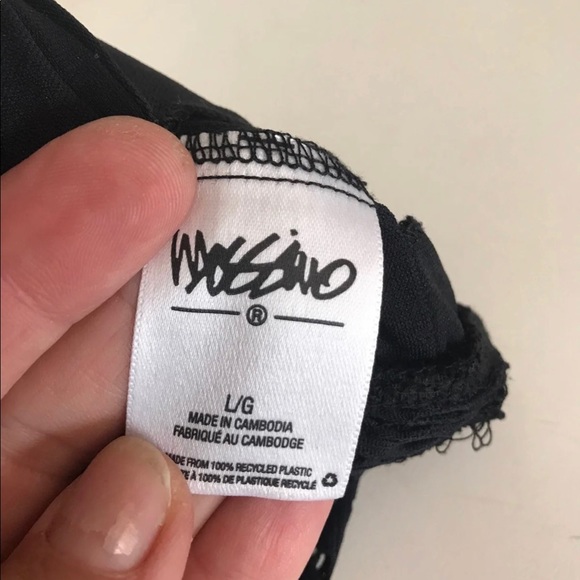 Mossimo
®
L/G
MADE IN CAMBODIA
FABRIQUÉ AU CAMBODGE
MADE FROM 100% RECYCLED PLASTIC
À 100% DE PLASTIQUE RECYCLÉ